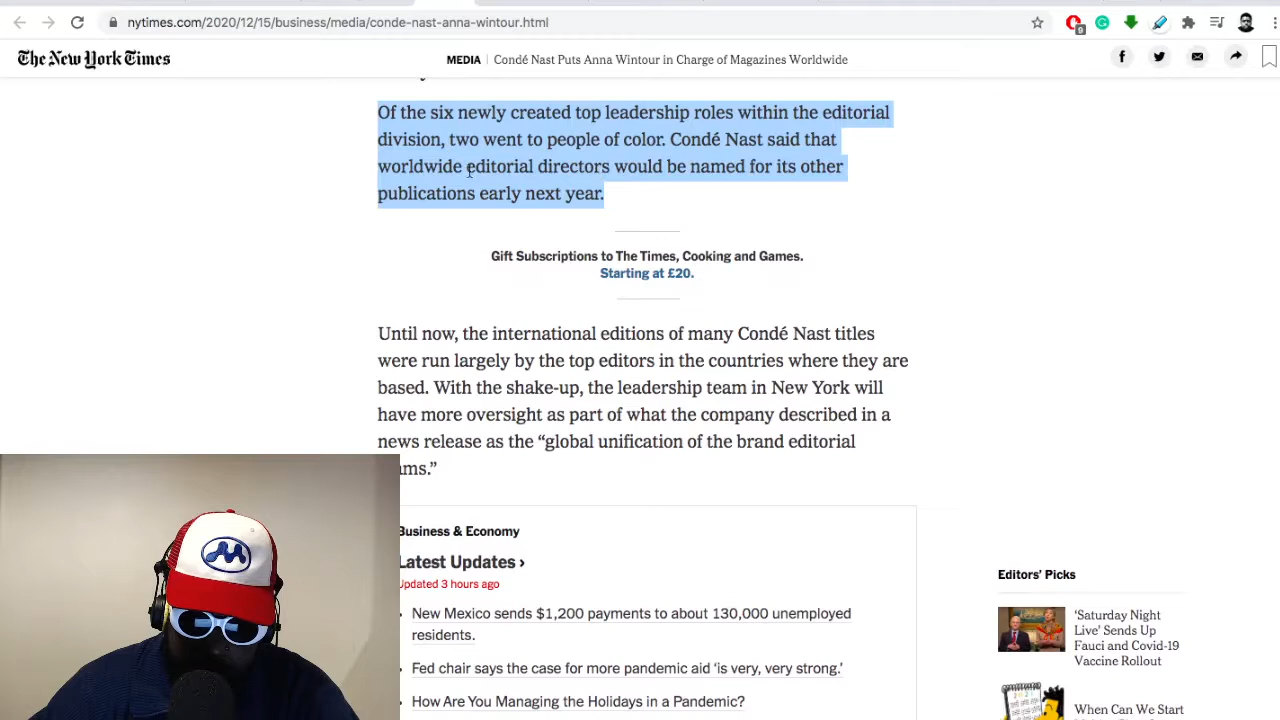 nytimes.com/2020/12/15/business/media/conde-nast-anna-wintour.html
9
The New York Times
MEDIA | Condé Nast Puts Anna Wintour in Charge of Magazines Worldwide
Of the six newly created top leadership roles within the editorial
division, two went to people of color. Condé Nast said that
worldwide editorial directors would be named for its other
publications early next year.
Gift Subscriptions to The Times, Cooking and Games.
Starting at £20.
Until now, the international editions of many Condé Nast titles
were run largely by the top editors in the countries where they are
based. With the shake-up, the leadership team in New York will
have more oversight as part of what the company described in a
news release as the “global unification of the brand editorial
ams.”
Business & Economy
Latest Updates ›
Updated 3 hours ago
New Mexico sends $1,200 payments to about 130,000 unemployed
residents.
Fed chair says the case for more pandemic aid ‘is very, very strong.’
How Are You Managing the Holidays in a Pandemic?
Editors’ Picks
‘Saturday Night
Live’ Sends Up
Fauci and Covid-19
Vaccine Rollout
When Can We Start